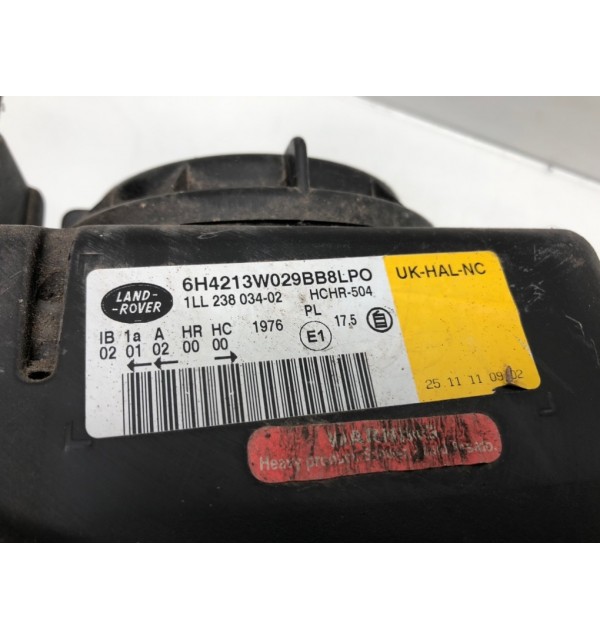 LAND-
-ROVER
6H4213W029BB8LPO
1LL 238 034-02 HCHR-504
UK-HAL-NC
IB 1a A HR HC 1976 PL 17,5
02 01 02 00 00 E1
25.11.11 09:02
WARNING
Heavy